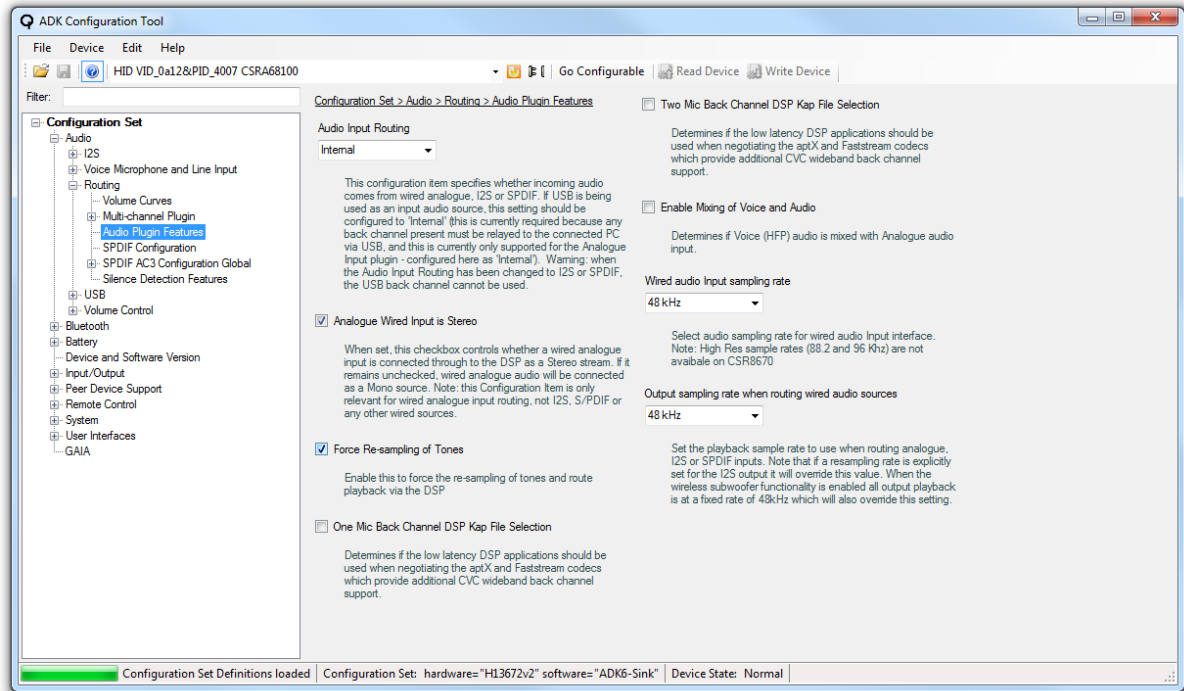 ADK Configuration Tool
File Device Edit Help
HID VID_0a12&PID_4007 CSRA68100
Go Configurable
Read Device
Write Device
Filter:
Configuration Set
Audio
I2S
Voice Microphone and Line Input
Routing
Volume Curves
Multi-channel Plugin
Audio Plugin Features
SPDIF Configuration
SPDIF AC3 Configuration Global
Silence Detection Features
USB
Volume Control
Bluetooth
Battery
Device and Software Version
Input/Output
Peer Device Support
Remote Control
System
User Interfaces
GAIA
Configuration Set > Audio > Routing > Audio Plugin Features
Audio Input Routing
Internal
This configuration item specifies whether incoming audio
comes from wired analogue, I2S or SPDIF. If USB is being
used as an input audio source, this setting should be
configured to 'Internal' (this is currently required because any
back channel present must be relayed to the connected PC
via USB, and this is currently only supported for the Analogue
Input plugin - configured here as 'Internal'). Warning: when
the Audio Input Routing has been changed to I2S or SPDIF,
the USB back channel cannot be used.
Analogue Wired Input is Stereo
When set, this checkbox controls whether a wired analogue
input is connected through to the DSP as a Stereo stream. If it
remains unchecked, wired analogue audio will be connected
as a Mono source. Note: this Configuration Item is only
relevant for wired analogue input routing, not I2S, S/PDIF or
any other wired sources.
Force Re-sampling of Tones
Enable this to force the re-sampling of tones and route
playback via the DSP
One Mic Back Channel DSP Kap File Selection
Determines if the low latency DSP applications should be
used when negotiating the aptX and Faststream codecs
which provide additional CVC wideband back channel
support.
Two Mic Back Channel DSP Kap File Selection
Determines if the low latency DSP applications should be
used when negotiating the aptX and Faststream codecs
which provide additional CVC wideband back channel
support.
Enable Mixing of Voice and Audio
Determines if Voice (HFP) audio is mixed with Analogue audio
input.
Wired audio Input sampling rate
48 kHz
Select audio sampling rate for wired audio Input interface.
Note: High Res sample rates (88.2 and 96 Khz) are not
avaibale on CSR8670
Output sampling rate when routing wired audio sources
48 kHz
Set the playback sample rate to use when routing analogue,
I2S or SPDIF inputs. Note that if a resampling rate is explicitly
set for the I2S output it will override this value. When the
wireless subwoofer functionality is enabled all output playback
is at a fixed rate of 48kHz which will also override this setting.
Configuration Set Definitions loaded
Configuration Set: hardware="H13672v2" software="ADK6-Sink"
Device State: Normal